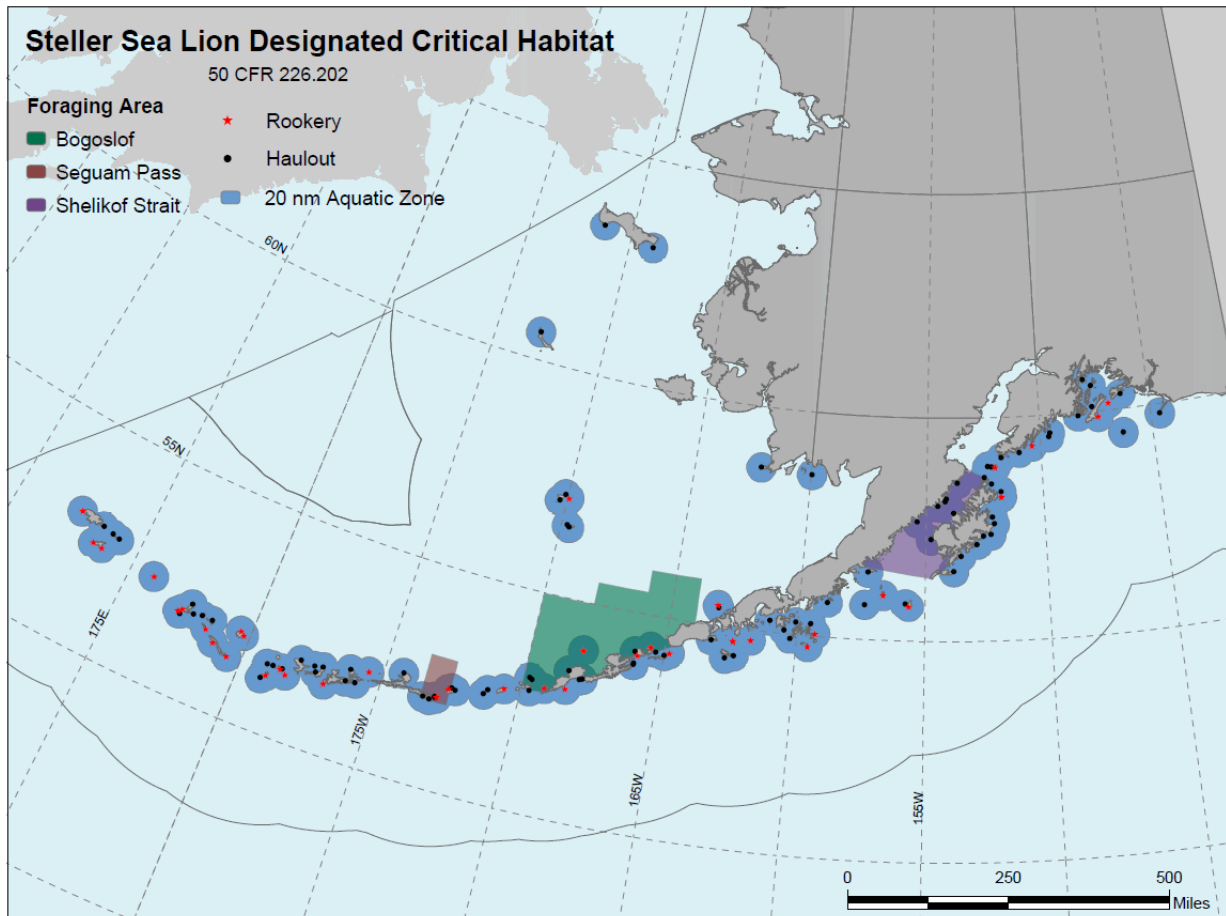 Steller Sea Lion Designated Critical Habitat
50 CFR 226.202
Foraging Area
Bogoslof
Seguam Pass
Shelikof Strait
Rookery
Haulout
20 nm Aquatic Zone
60N
55N
175E
175W
165W
155W
0 250 500
Miles